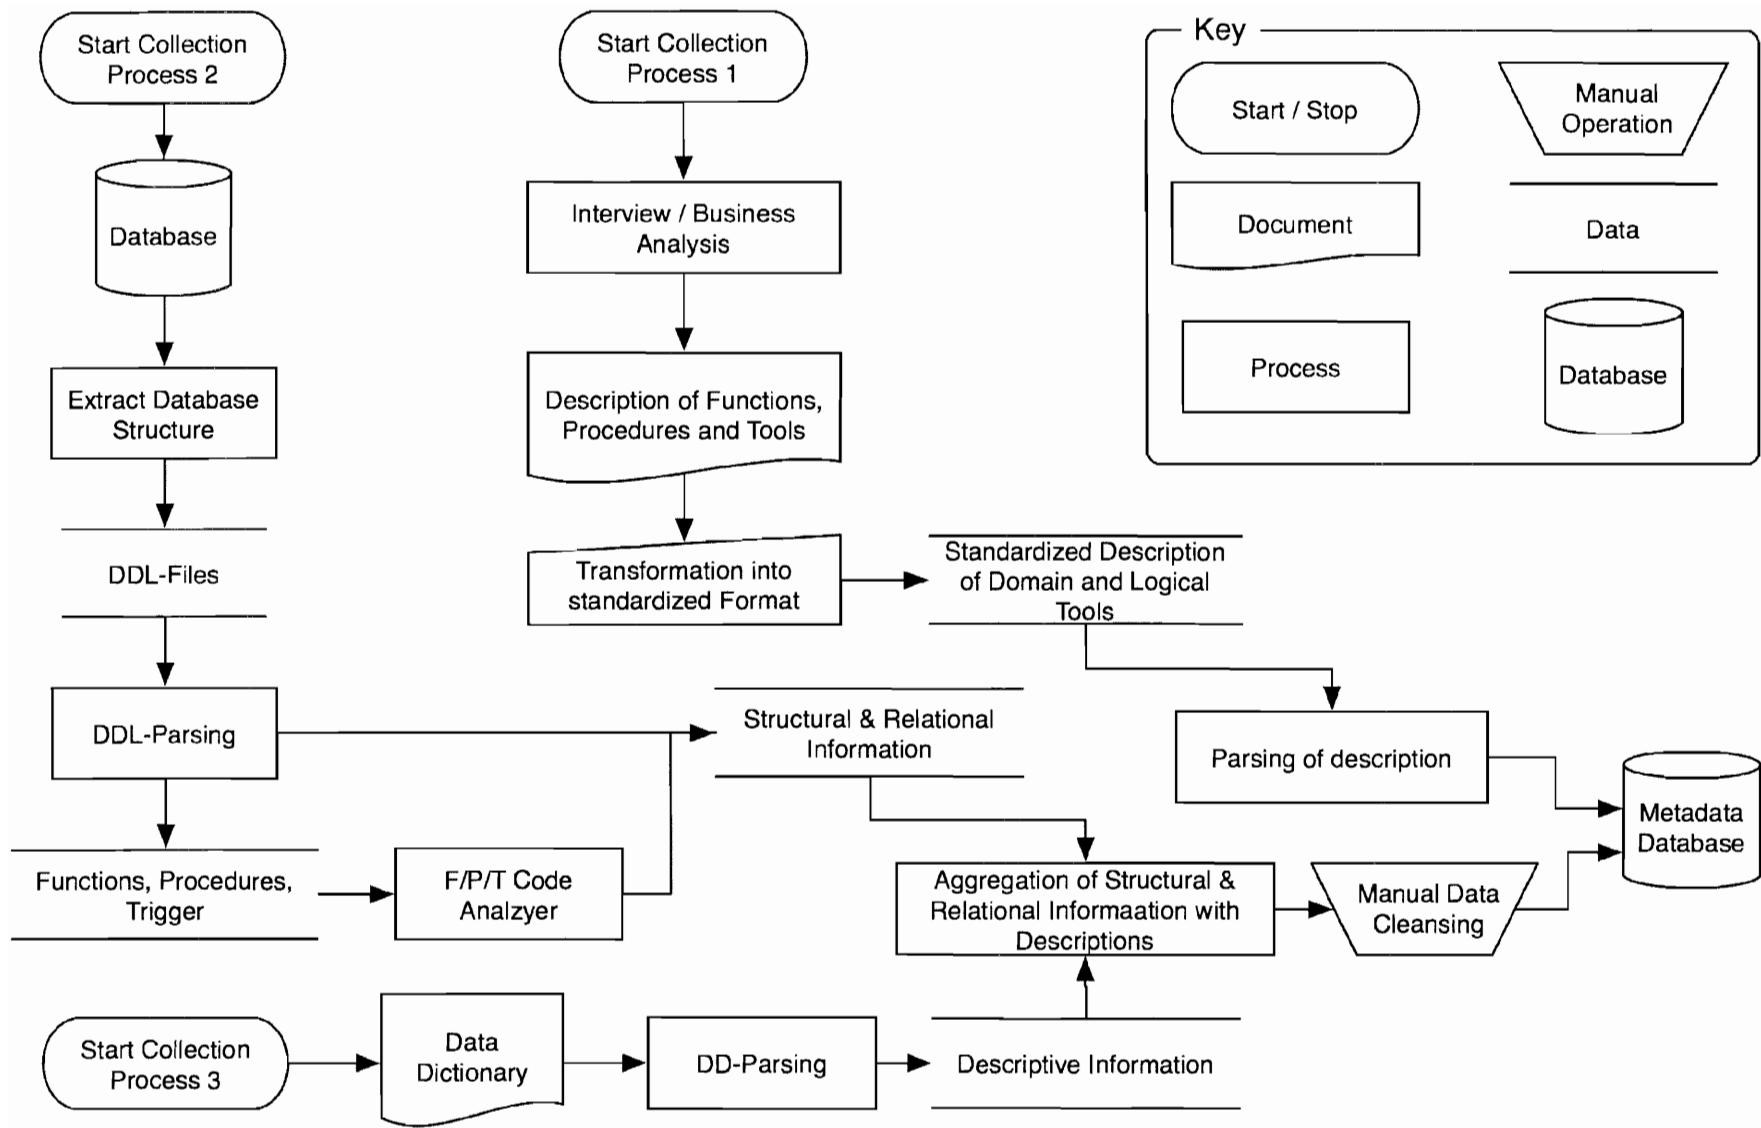 Start Collection
Process 2
Start Collection
Process 1
Key
Start / Stop
Manual
Operation
Document
Data
Process
Database
Database
Interview / Business
Analysis
Extract Database
Structure
Description of Functions,
Procedures and Tools
DDL-Files
Transformation into
standardized Format
Standardized Description
of Domain and Logical
Tools
DDL-Parsing
Structural & Relational
Information
Parsing of description
Metadata
Database
Functions, Procedures,
Trigger
F/P/T Code
Analzyer
Aggregation of Structural &
Relational Informaation with
Descriptions
Manual Data
Cleansing
Start Collection
Process 3
Data
Dictionary
DD-Parsing
Descriptive Information